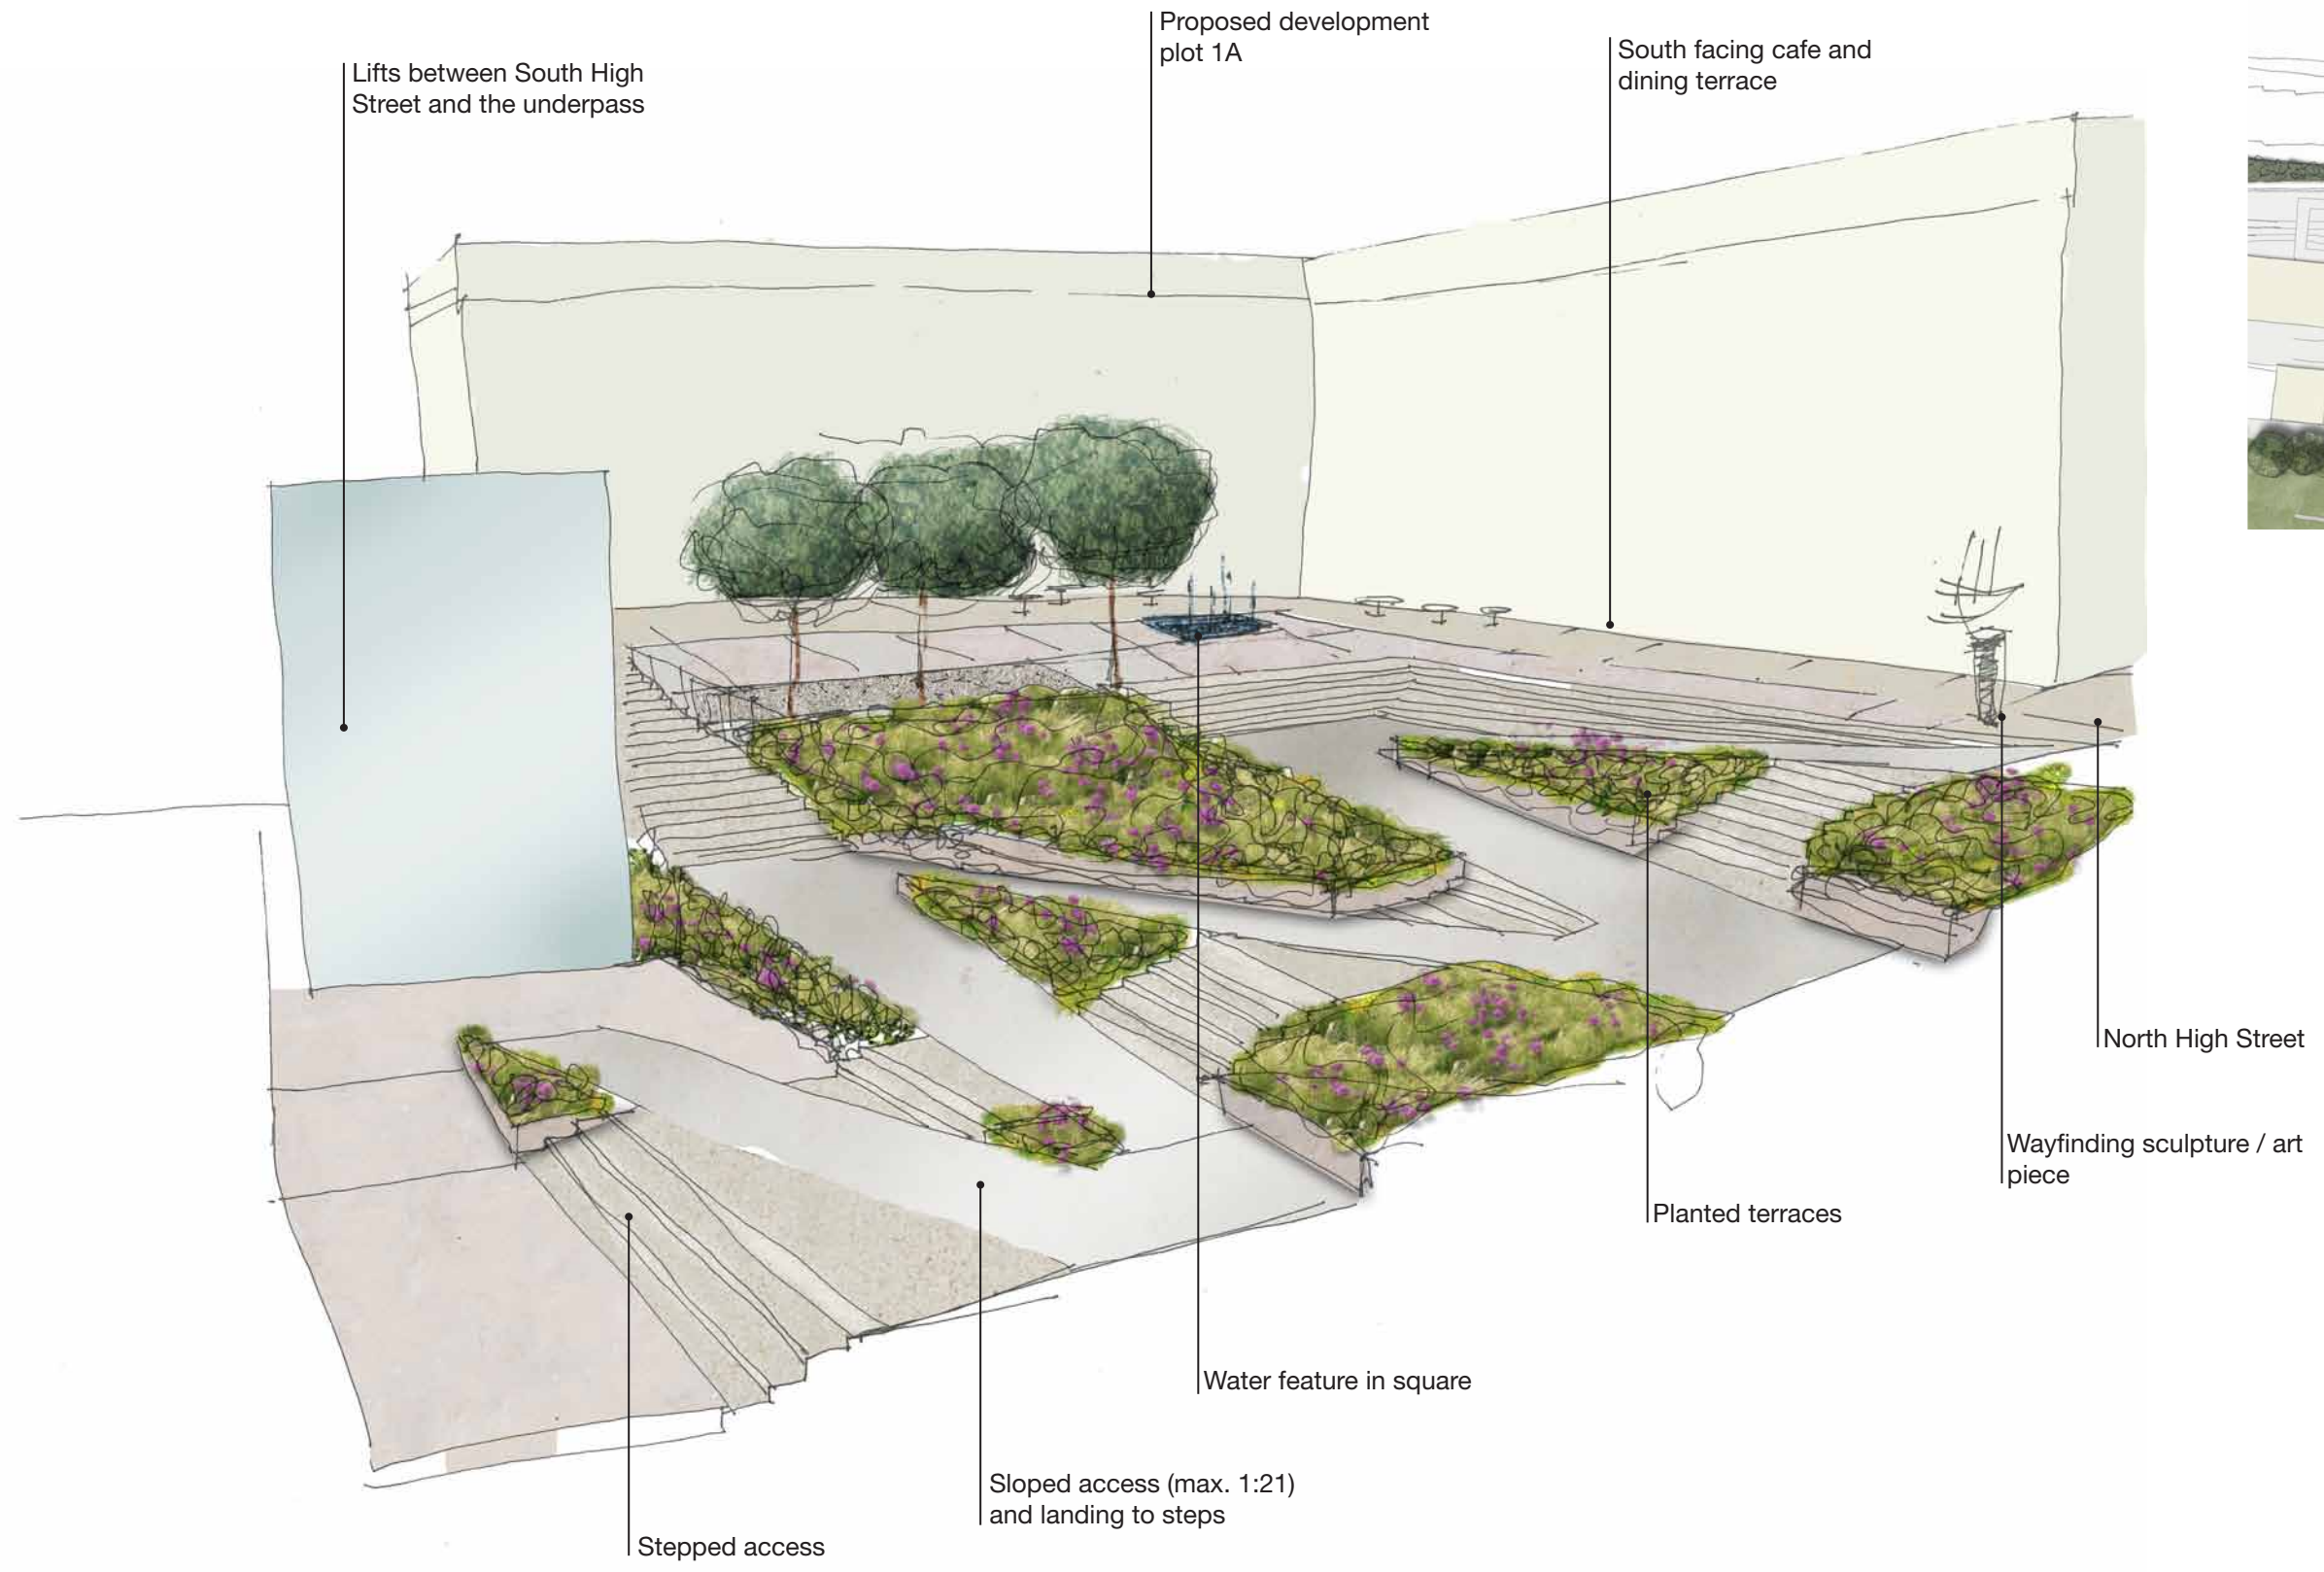 Proposed development
plot 1A
South facing cafe and
dining terrace
Lifts between South High
Street and the underpass
North High Street
Wayfinding sculpture / art
piece
Planted terraces
Water feature in square
Sloped access (max. 1:21)
and landing to steps
Stepped access